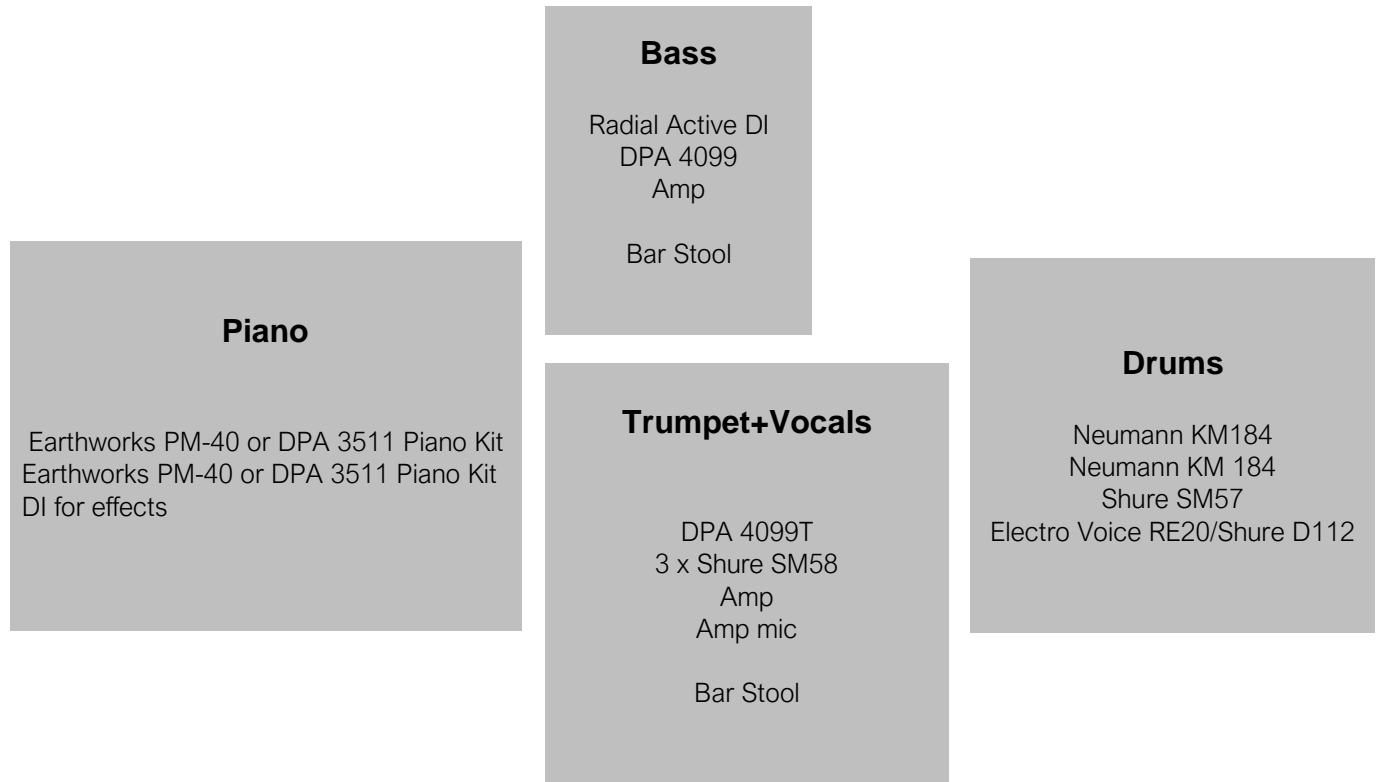 Bass
Radial Active DI
DPA 4099
Amp
Bar Stool
Piano
Earthworks PM-40 or DPA 3511 Piano Kit
Earthworks PM-40 or DPA 3511 Piano Kit
DI for effects
Trumpet+Vocals
DPA 4099T
3 x Shure SM58
Amp
Amp mic
Bar Stool
Drums
Neumann KM184
Neumann KM 184
Shure SM57
Electro Voice RE20/Shure D112